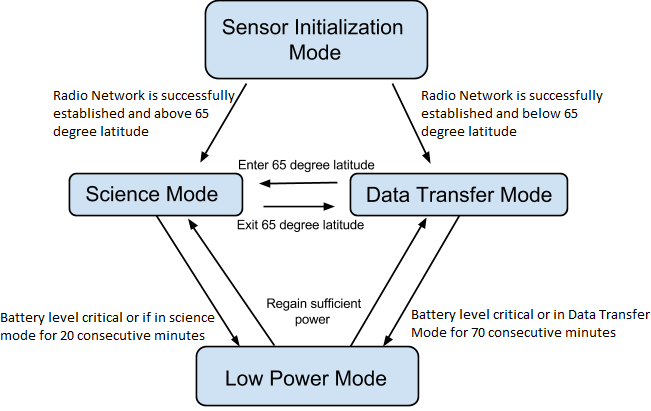 Sensor Initialization
Mode
Radio Network is successfully
established and above 65
degree latitude
Radio Network is successfully
established and below 65
degree latitude
Enter 65 degree latitude
Science Mode
Data Transfer Mode
Exit 65 degree latitude
Battery level critical or if in science
mode for 20 consecutive minutes
Regain sufficient
power
Battery level critical or in Data Transfer
Mode for 70 consecutive minutes
Low Power Mode